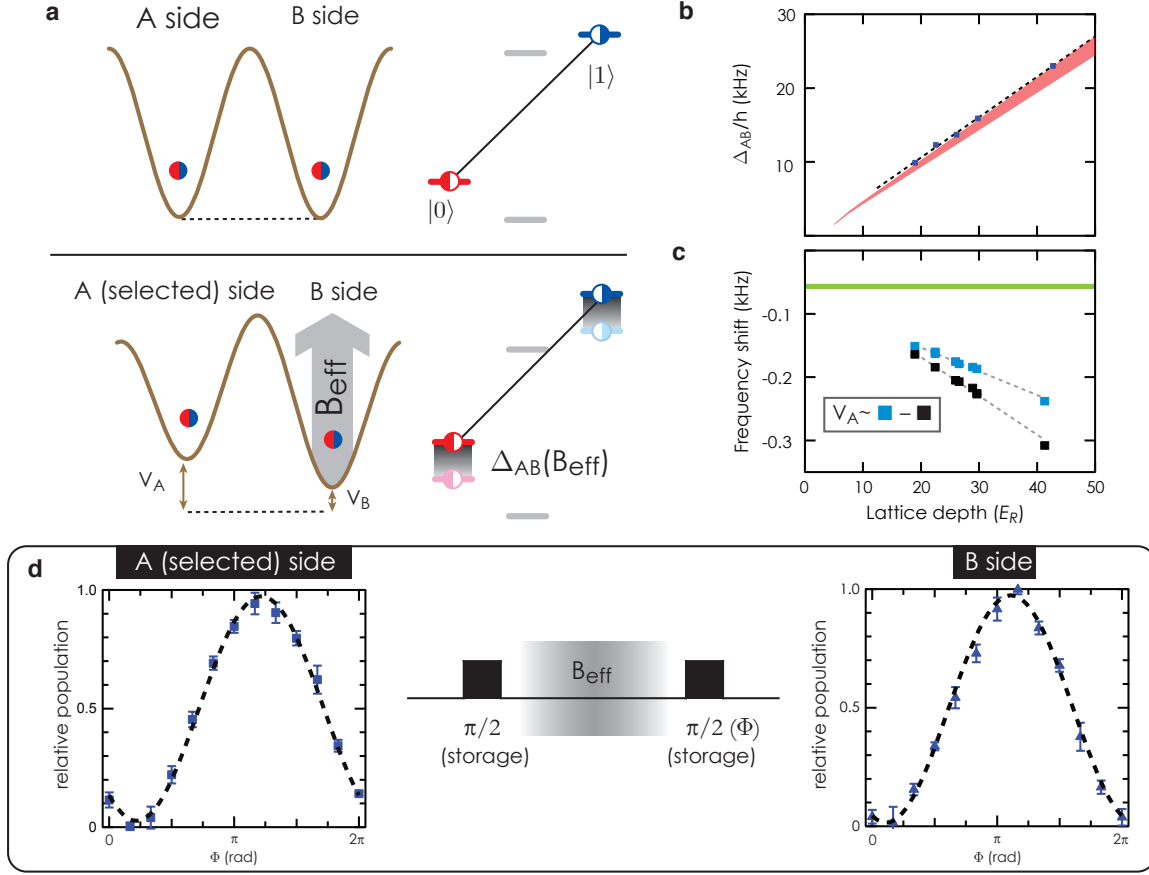 a
A side
B side
|1⟩
|0⟩
A (selected) side
B side
Beff
VA
VB
ΔAB(Beff)
b
ΔAB/h (kHz)
30
20
10
c
Frequency shift (kHz)
-0.1
-0.2
-0.3
VA~ –
0
10
20
30
40
50
Lattice depth (ER)
d
A (selected) side
relative population
1.0
0.5
0
0
π
2π
Φ (rad)
Beff
π/2
(storage)
π/2 (Φ)
(storage)
B side
relative population
1.0
0.5
0
0
π
2π
Φ (rad)